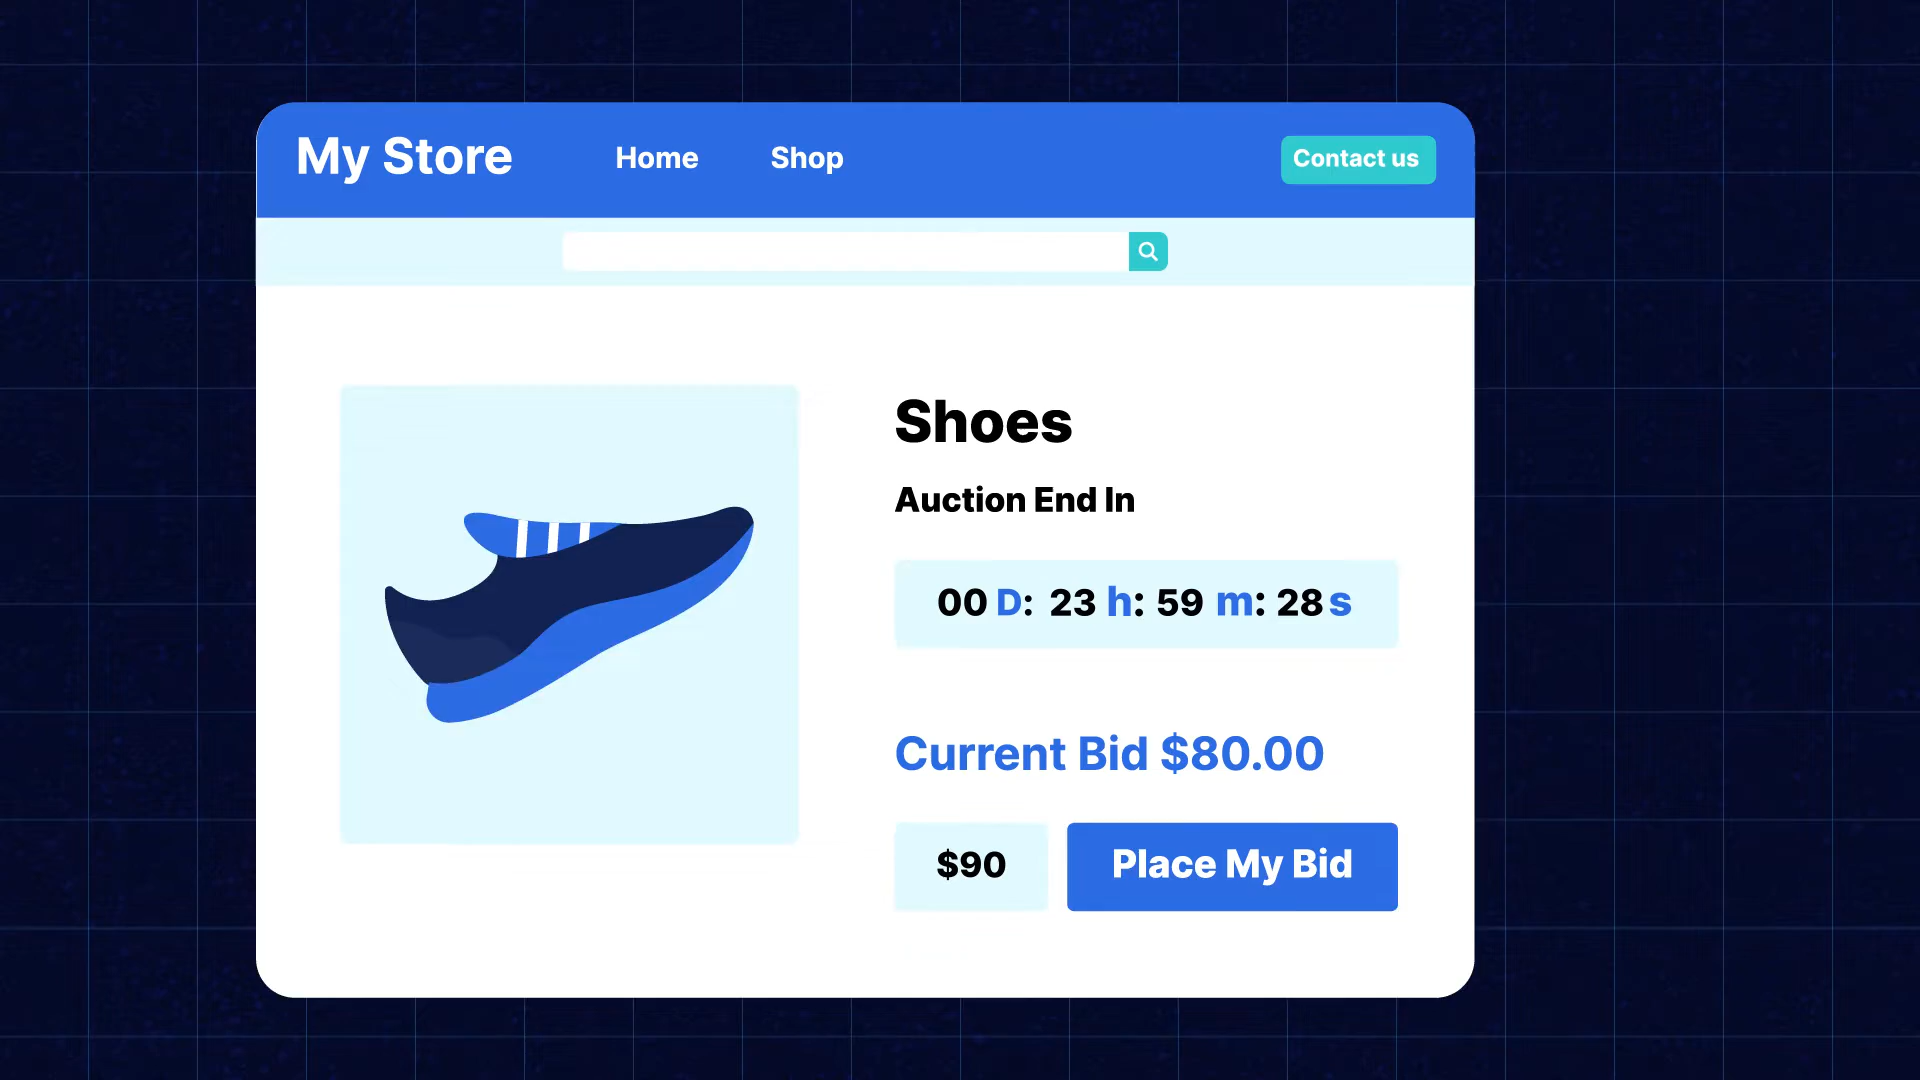 My Store Home Shop Contact us
Shoes
Auction End In
00 D: 23 h: 59 m: 28 s
Current Bid $80.00
$90 Place My Bid